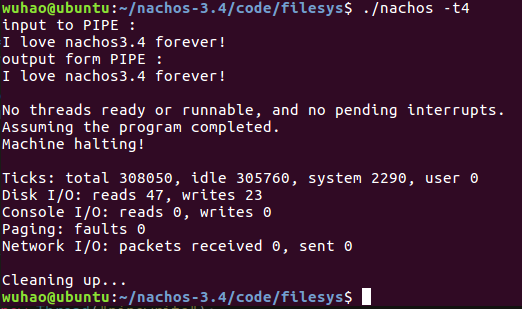 wuhao@ubuntu:~/nachos-3.4/code/filesys$ ./nachos -t4
input to PIPE :
I love nachos3.4 forever!
output form PIPE :
I love nachos3.4 forever!
No threads ready or runnable, and no pending interrupts.
Assuming the program completed.
Machine halting!
Ticks: total 308050, idle 305760, system 2290, user 0
Disk I/O: reads 47, writes 23
Console I/O: reads 0, writes 0
Paging: faults 0
Network I/O: packets received 0, sent 0
Cleaning up...
wuhao@ubuntu:~/nachos-3.4/code/filesys$